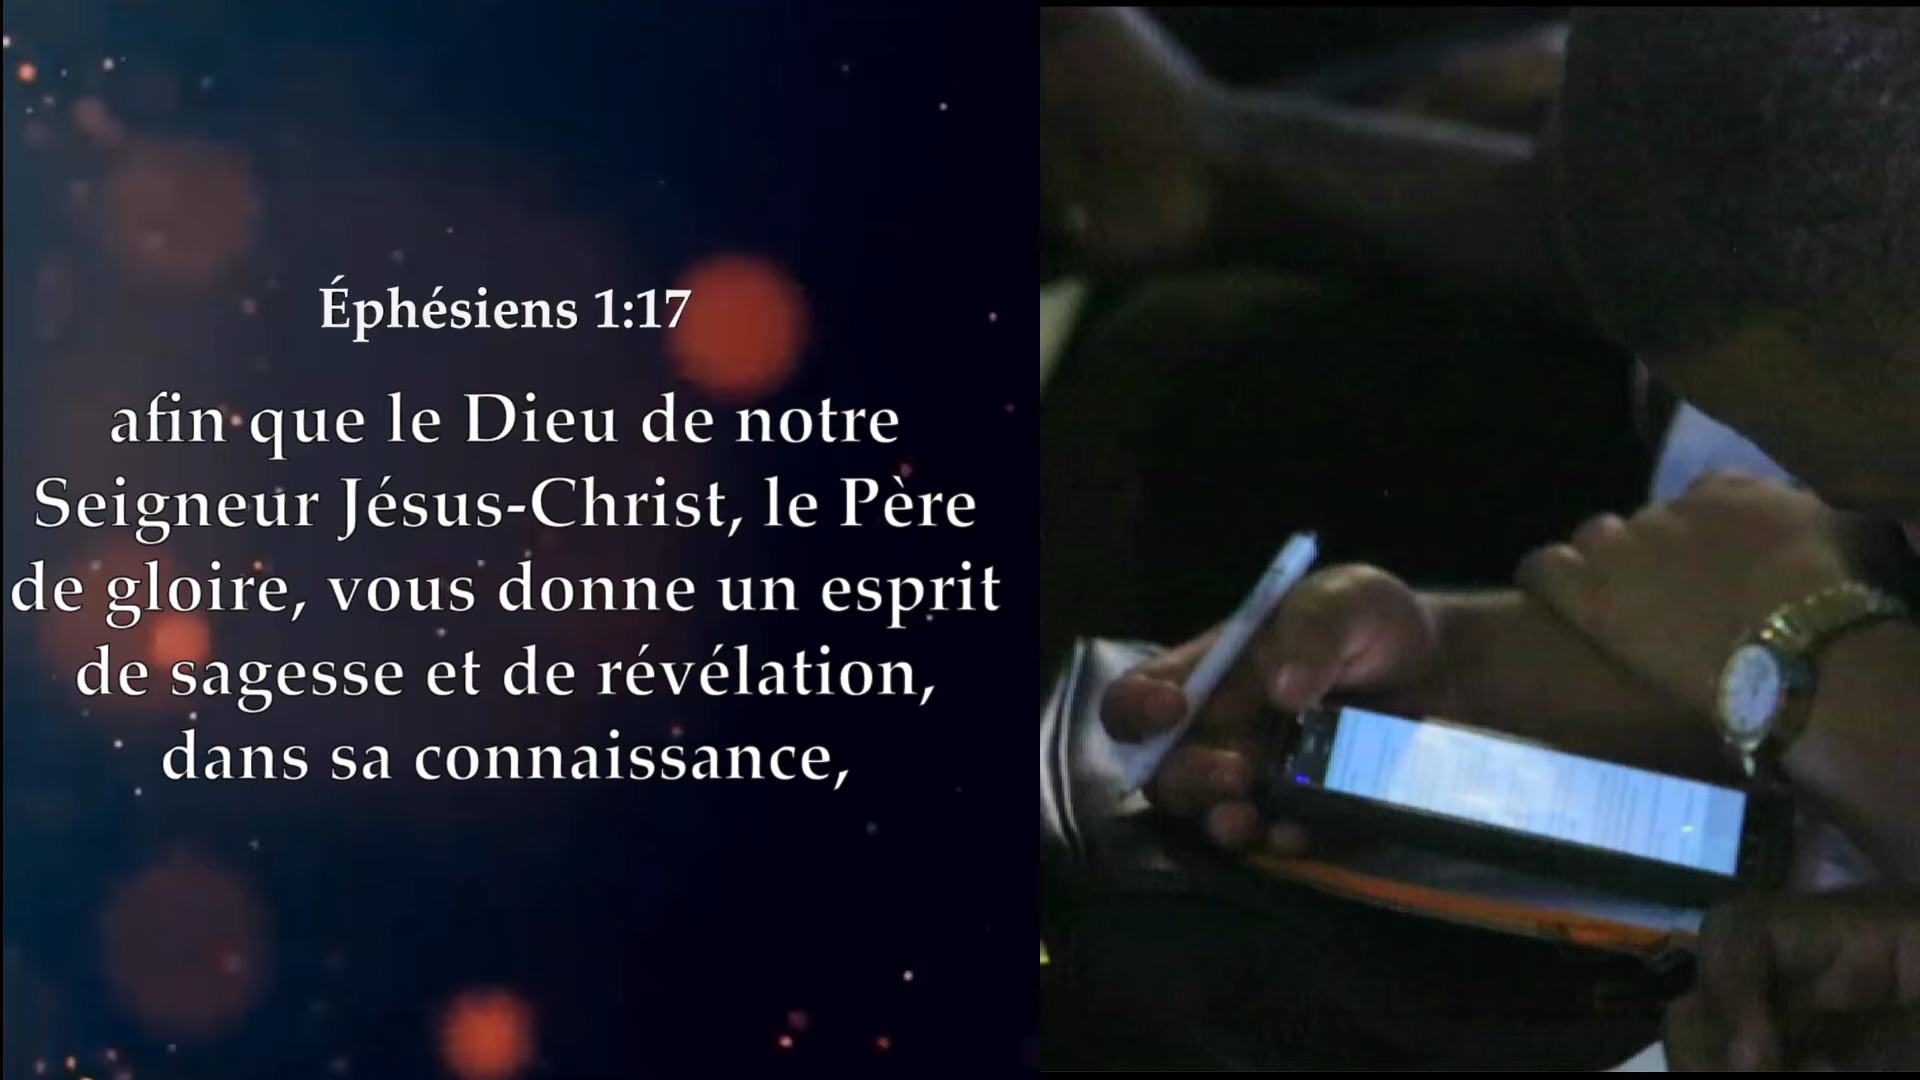 Éphésiens 1:17
afin que le Dieu de notre
Seigneur Jésus-Christ, le Père
de gloire, vous donne un esprit
de sagesse et de révélation,
dans sa connaissance,